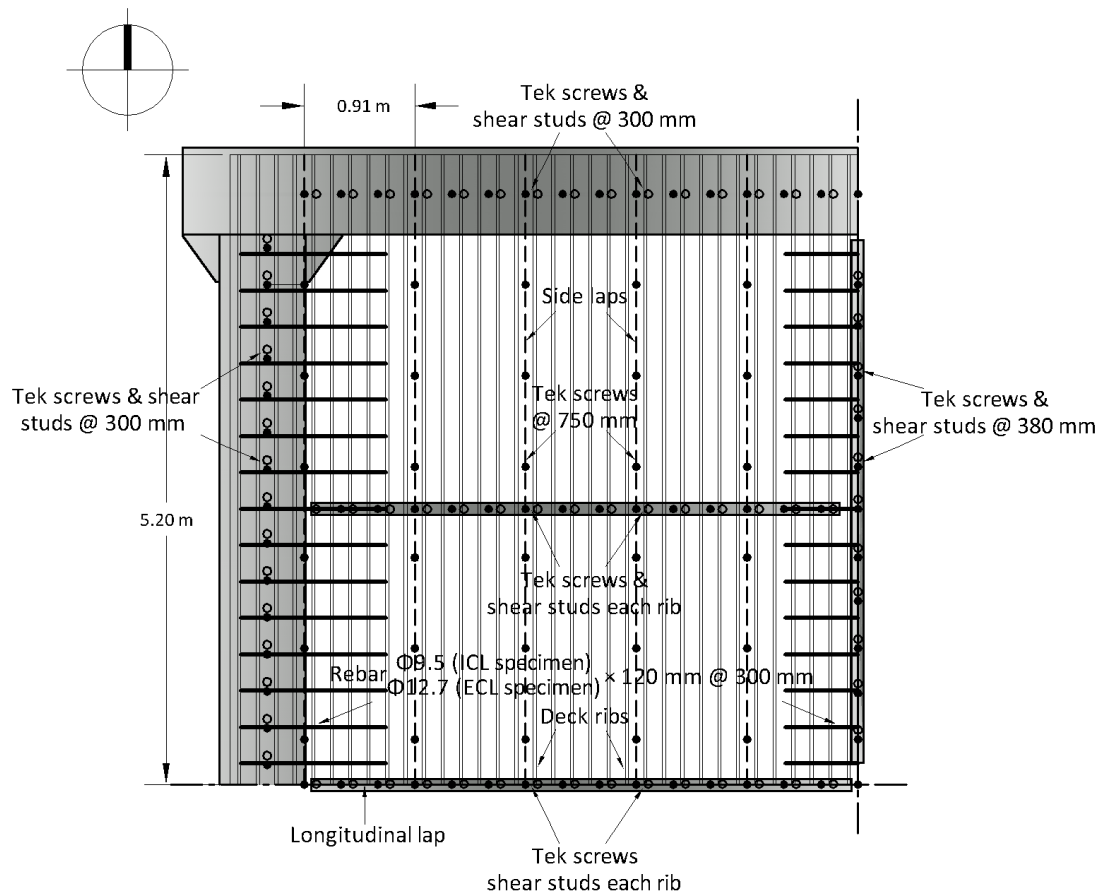 Tek screws &
shear studs @ 300 mm
0.91 m
Side laps
Tek screws & shear
studs @ 300 mm
Tek screws
@ 750 mm
Tek screws &
shear studs @ 380 mm
5.20 m
Tek screws &
shear studs each rib
Rebar Φ9.5 (ICL specimen) × 120 mm @ 300 mm
Φ12.7 (ECL specimen)
Deck ribs
Longitudinal lap
Tek screws
shear studs each rib